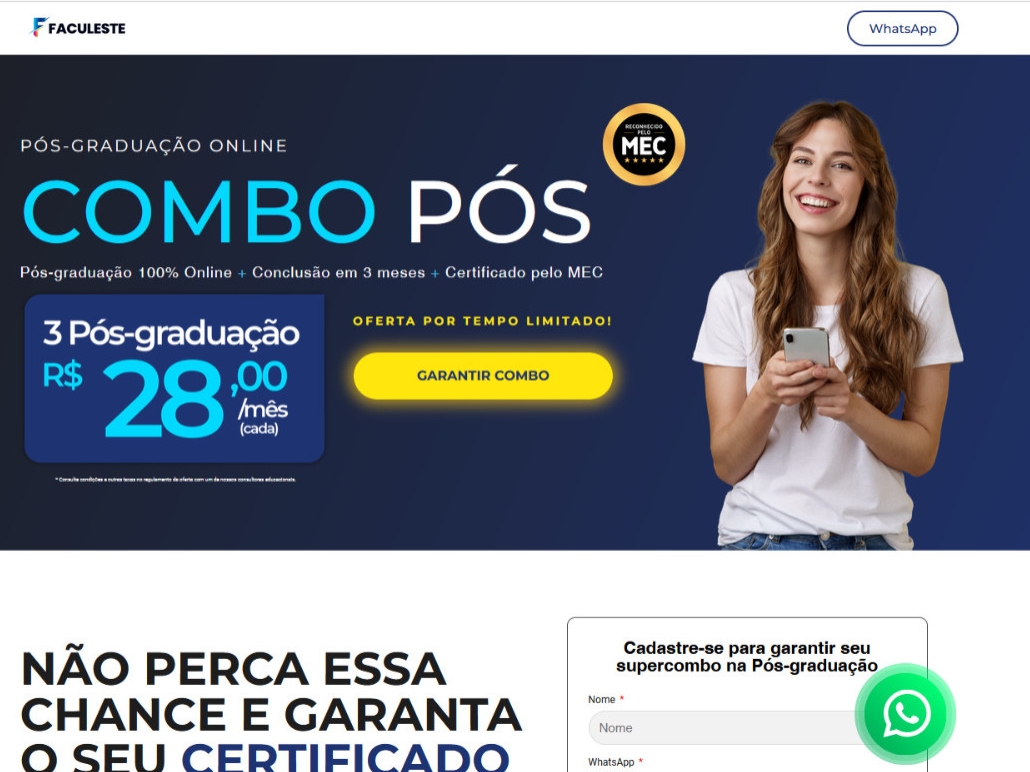 FACULESTE
WhatsApp
PÓS-GRADUAÇÃO ONLINE
RECONHECIDO
PELO
MEC
COMBO PÓS
Pós-graduação 100% Online + Conclusão em 3 meses + Certificado pelo MEC
3 Pós-graduação
R$ 28,00
/mês
(cada)
OFERTA POR TEMPO LIMITADO!
GARANTIR COMBO
* Consulte condições e outras taxas no regulamento da oferta com um de nossos consultores educacionais.
NÃO PERCA ESSA
CHANCE E GARANTA
O SEU CERTIFICADO
Cadastre-se para garantir seu
supercombo na Pós-graduação
Nome *
Nome
WhatsApp *